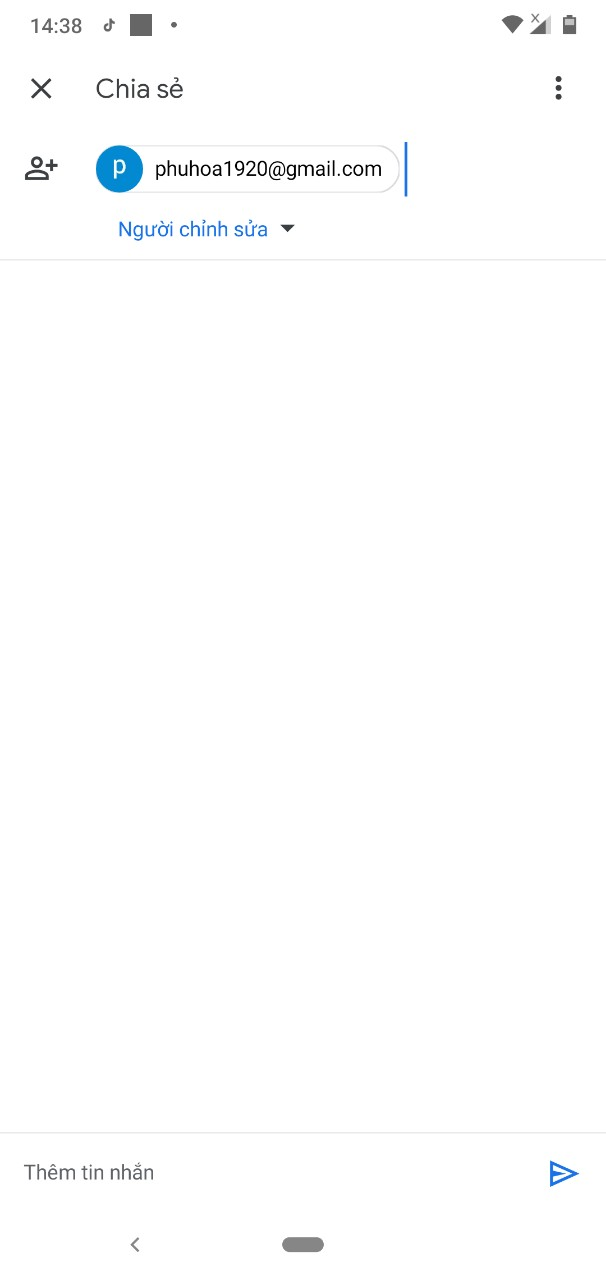 14:38
Chia sẻ
p phuhoa1920@gmail.com
Người chỉnh sửa
Thêm tin nhắn